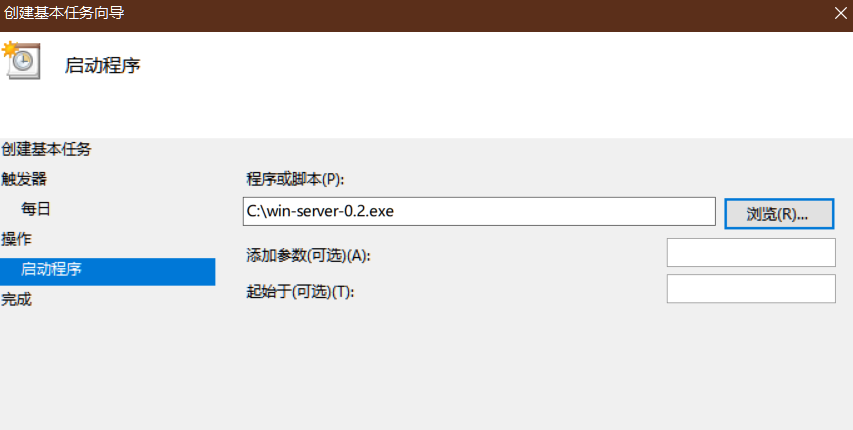 创建基本任务向导
启动程序
创建基本任务
触发器
每日
操作
启动程序
完成
程序或脚本(P):
C:\win-server-0.2.exe
浏览(R)...
添加参数(可选)(A):
起始于(可选)(T):